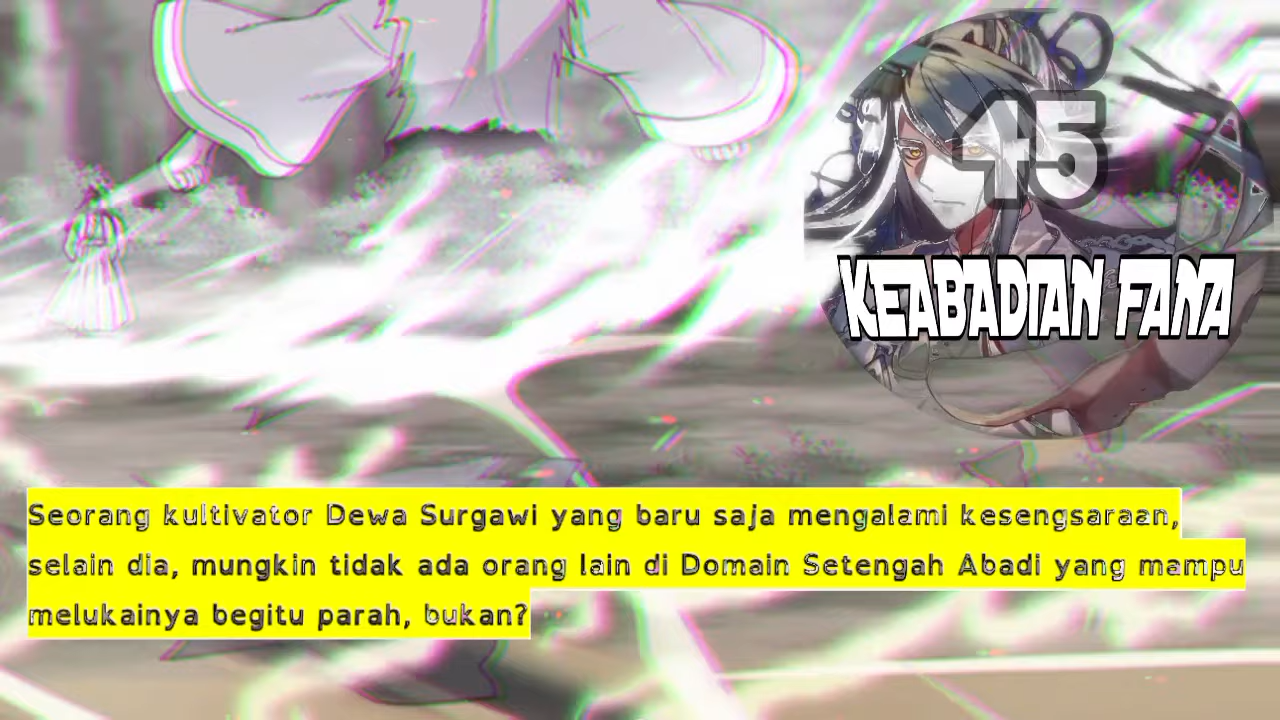 45
KEABADIAN FANA
Seorang kultivator Dewa Surgawi yang baru saja mengalami kesengsaraan,
selain dia, mungkin tidak ada orang lain di Domain Setengah Abadi yang mampu
melukainya begitu parah, bukan?